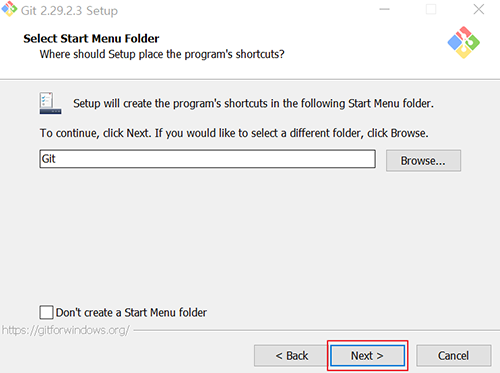 Git 2.29.2.3 Setup
Select Start Menu Folder
Where should Setup place the program's shortcuts?
Setup will create the program's shortcuts in the following Start Menu folder.
To continue, click Next. If you would like to select a different folder, click Browse.
Git
Browse...
Don't create a Start Menu folder
https://gitforwindows.org/
< Back
Next >
Cancel